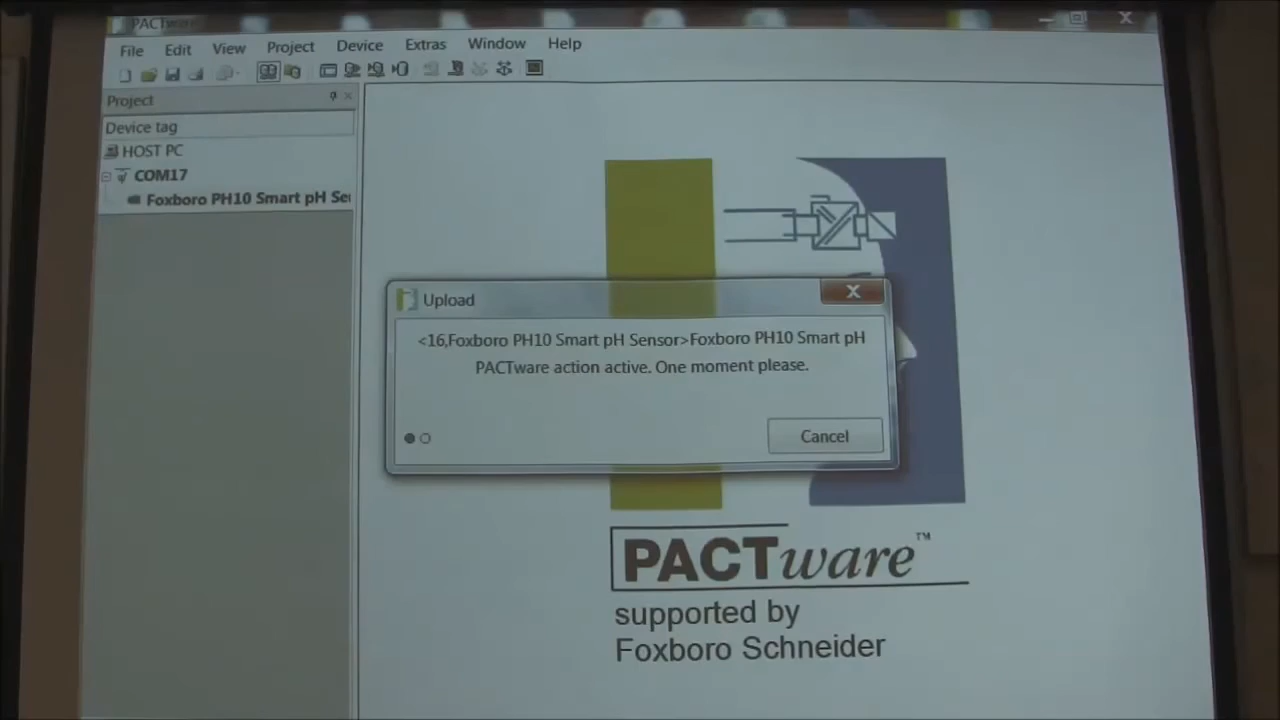 PACTware
File Edit View Project Device Extras Window Help
Project
Device tag
HOST PC
COM17
Foxboro PH10 Smart pH Se
Upload
<16,Foxboro PH10 Smart pH Sensor>Foxboro PH10 Smart pH
PACTware action active. One moment please.
Cancel
PACTware™
supported by
Foxboro Schneider